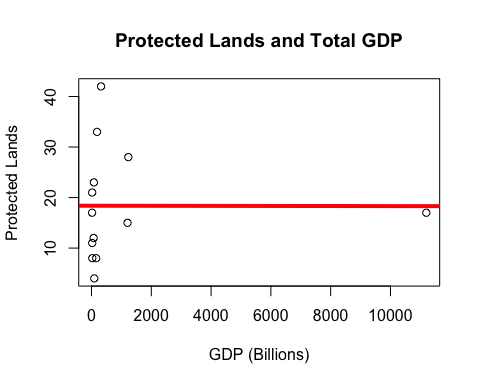 Protected Lands and Total GDP
Protected Lands
40
30
20
10
0 2000 4000 6000 8000 10000
GDP (Billions)